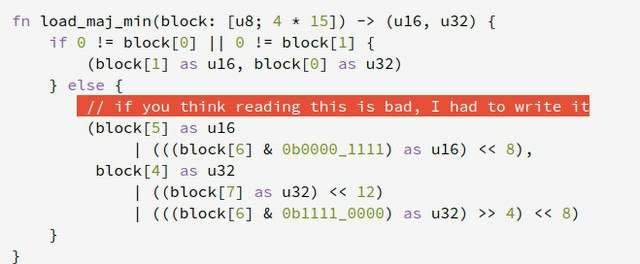 fn load_maj_min(block: [u8; 4 * 15]) -> (u16, u32) {
    if 0 != block[0] || 0 != block[1] {
        (block[1] as u16, block[0] as u32)
    } else {
        // if you think reading this is bad, I had to write it
        (block[5] as u16
            | (((block[6] & 0b0000_1111) as u16) << 8),
         block[4] as u32
            | ((block[7] as u32) << 12)
            | (((block[6] & 0b1111_0000) as u32) >> 4) << 8)
    }
}